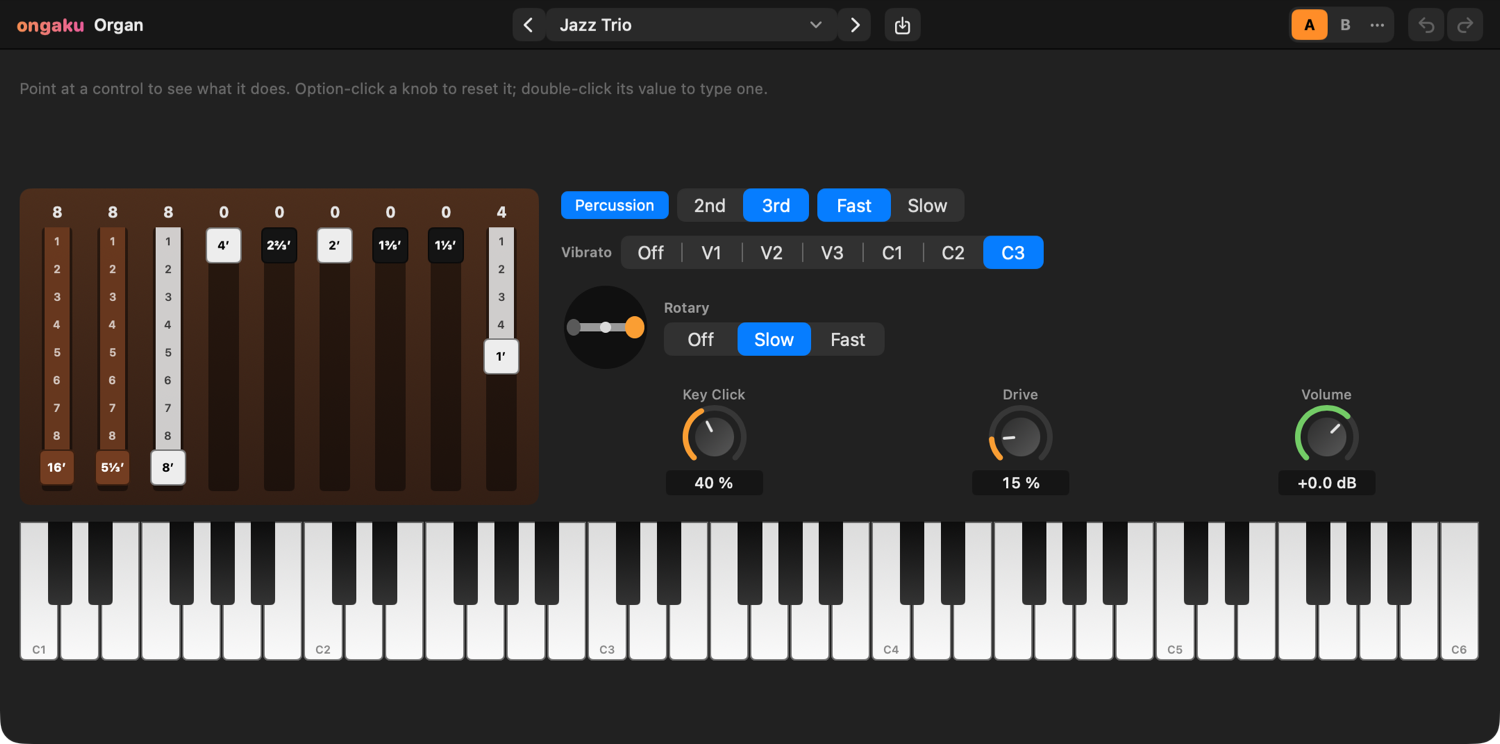 ongaku Organ
Jazz Trio
A B ···
Point at a control to see what it does. Option-click a knob to reset it; double-click its value to type one.
8 8 8 0 0 0 0 0 4
1 1 1 4′ 2⅔′ 2′ 1⅗′ 1⅓′ 1
2 2 2 2
3 3 3 3
4 4 4 4
5 5 5 1′
6 6 6
7 7 7
8 8 8
16′ 5⅓′ 8′
Percussion 2nd 3rd Fast Slow
Vibrato Off V1 V2 V3 C1 C2 C3
Rotary
Off Slow Fast
Key Click Drive Volume
40 % 15 % +0.0 dB
C1 C2 C3 C4 C5 C6